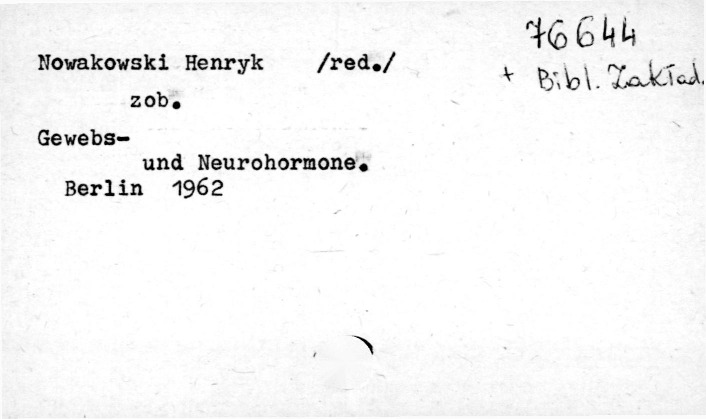 76644
Nowakowski Henryk /red./
+ Bibl. Zakład.
zob.
Gewebs-
und Neurohormone.
Berlin 1962